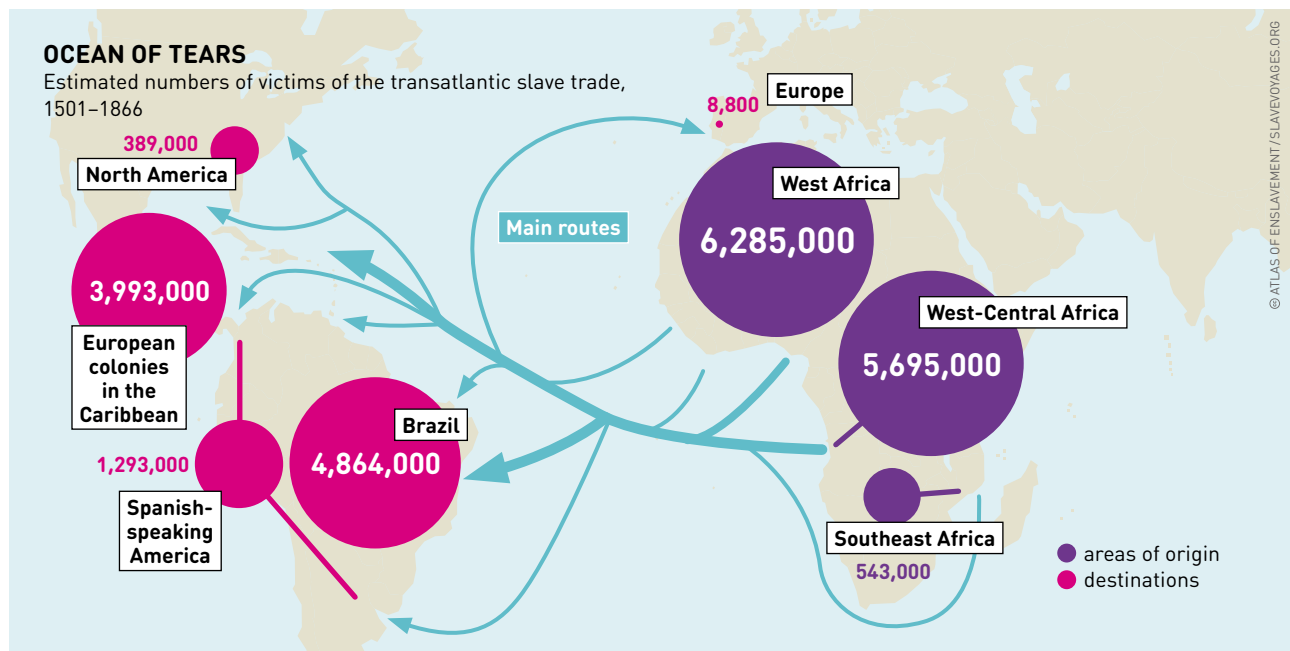 OCEAN OF TEARS
Estimated numbers of victims of the transatlantic slave trade,
1501–1866
389,000
North America
3,993,000
European
colonies
in the
Caribbean
1,293,000
Spanish-
speaking
America
Brazil
4,864,000
Main routes
8,800
Europe
West Africa
6,285,000
West-Central Africa
5,695,000
Southeast Africa
543,000
areas of origin
destinations
🅭 ATLAS OF ENSLAVEMENT / SLAVEVOYAGES.ORG